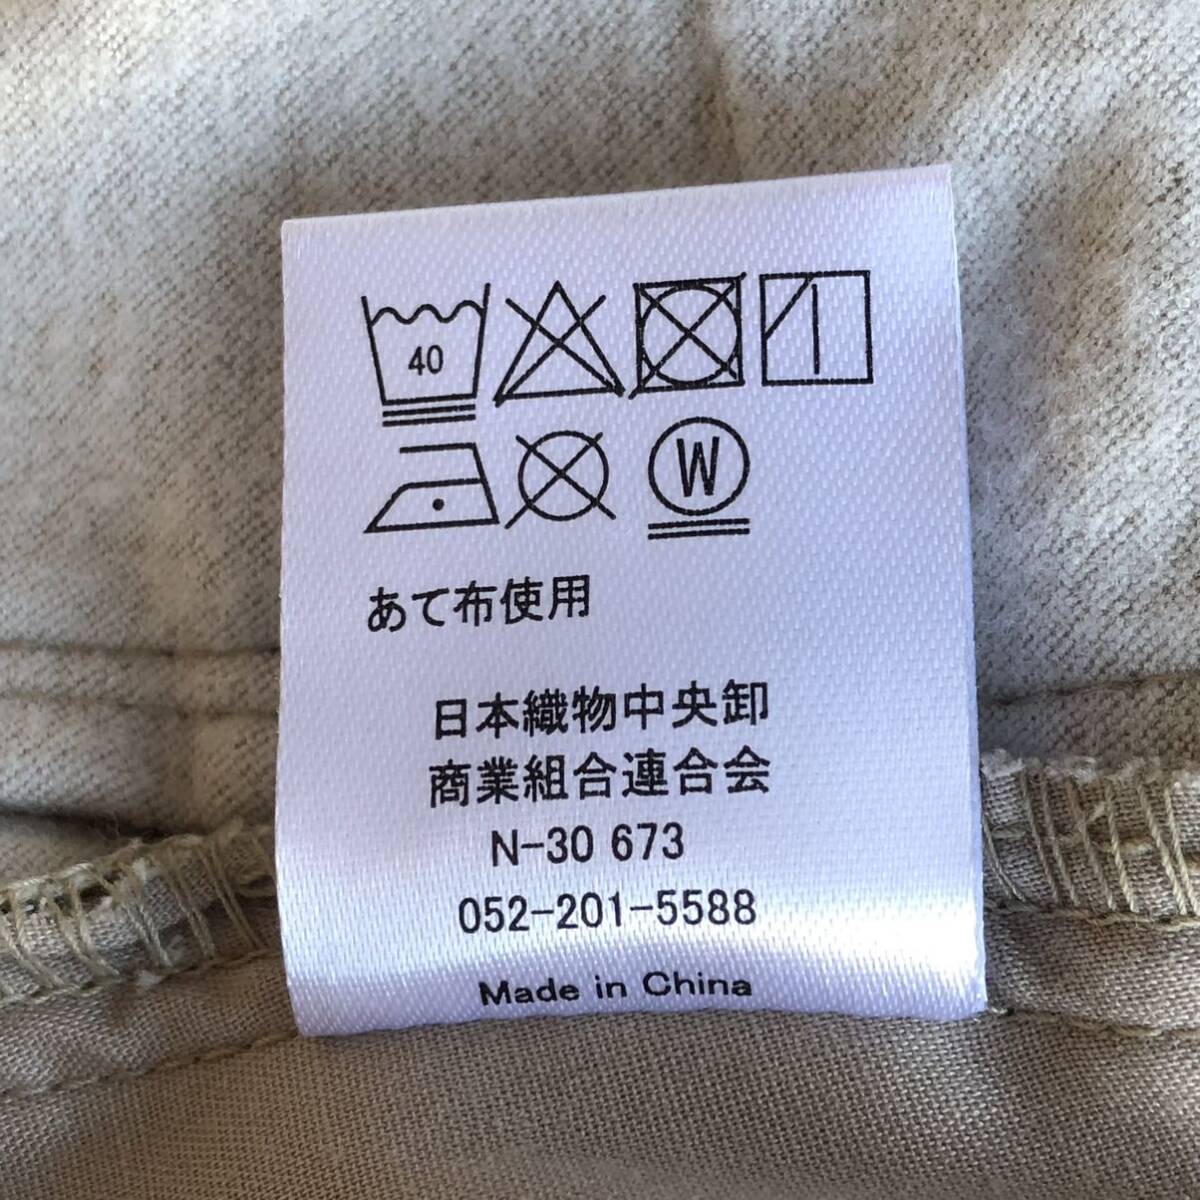 40
W
あて布使用
日本織物中央卸
商業組合連合会
N-30 673
052-201-5588
Made in China